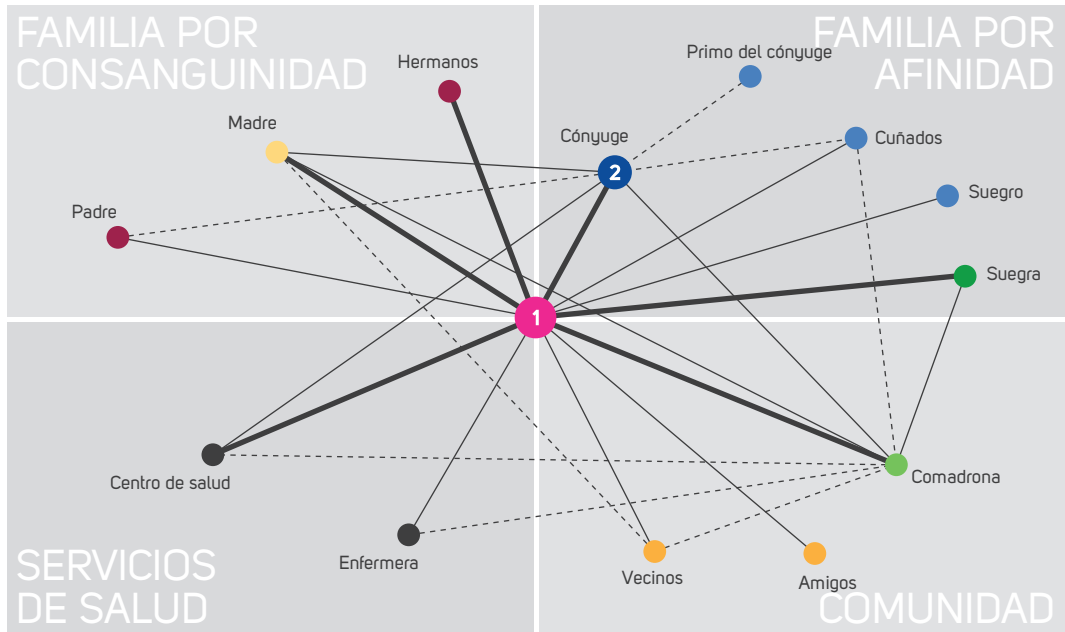 FAMILIA POR
CONSANGUINIDAD
Hermanos
Madre
Padre
FAMILIA POR
AFINIDAD
Primo del cónyuge
Cónyuge
2
Cuñados
Suegro
Suegra
1
Centro de salud
Enfermera
SERVICIOS
DE SALUD
Comadrona
Vecinos
Amigos
COMUNIDAD